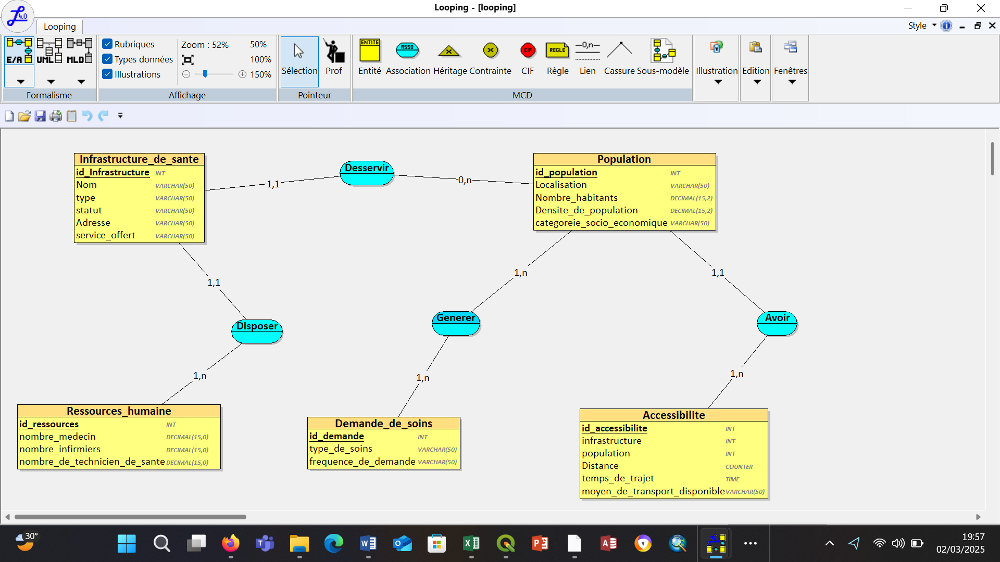 Looping - [looping]
4.0
Looping
Style
E/A
UML
MLD
Formalisme
Rubriques
Types données
Illustrations
Zoom : 52%
50%
100%
150%
Affichage
Sélection
Prof
Pointeur
ENTITE
Entité
ASSO
Association
Héritage
Contrainte
CIF
CIF
REGLE
Règle
—0,n—
Lien
Cassure
Sous-modèle
MCD
Illustration
Edition
Fenêtres
Infrastructure_de_sante
id_Infrastructure INT
Nom VARCHAR(50)
type VARCHAR(50)
statut VARCHAR(50)
Adresse VARCHAR(50)
service_offert VARCHAR(50)
1,1
Desservir
0,n
Population
id_population INT
Localisation VARCHAR(50)
Nombre_habitants DECIMAL(15,2)
Densite_de_population DECIMAL(15,2)
categoreie_socio_economique VARCHAR(50)
1,1
1,n
1,1
Disposer
Generer
Avoir
1,n
1,n
1,n
Ressources_humaine
id_ressources INT
nombre_medecin DECIMAL(15,0)
nombre_infirmiers DECIMAL(15,0)
nombre_de_technicien_de_sante DECIMAL(15,0)
Demande_de_soins
id_demande INT
type_de_soins VARCHAR(50)
frequence_de_demande VARCHAR(50)
Accessibilite
id_accessibilite INT
infrastructure INT
population INT
Distance COUNTER
temps_de_trajet TIME
moyen_de_transport_disponible VARCHAR(50)
30°
19:57
02/03/2025